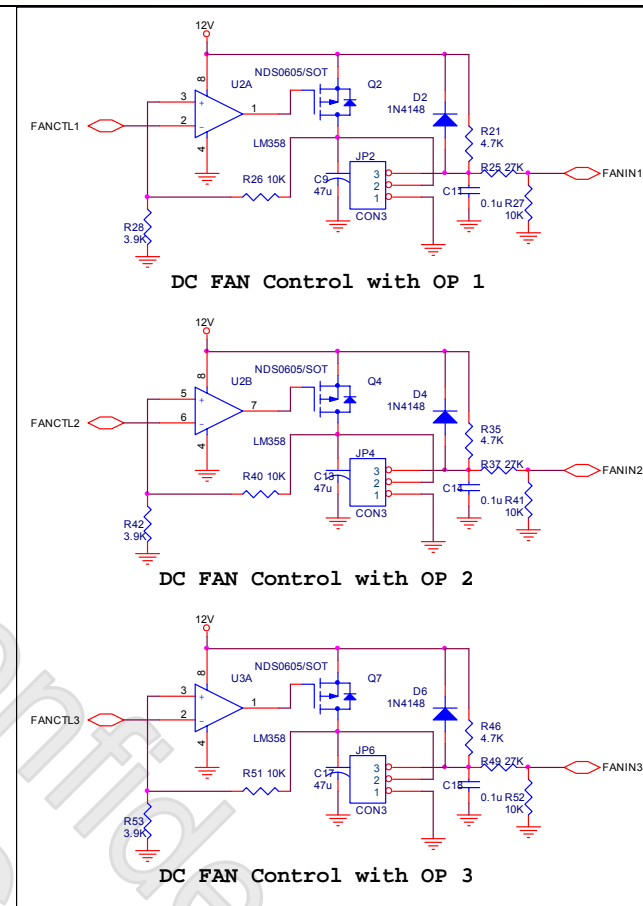 12V
NDS0605/SOT
Q2
U2A
D2
1N4148
8
3
2
1
4
+
-
FANCTL1
LM358
R21
4.7K
R26 10K
C9
47u
JP2
3
2
1
CON3
R25 27K
FANIN1
C11
0.1u
R27
10K
R28
3.9K
DC FAN Control with OP 1
12V
NDS0605/SOT
Q4
U2B
D4
1N4148
8
5
6
7
4
+
-
FANCTL2
LM358
R35
4.7K
R40 10K
C13
47u
JP4
3
2
1
CON3
R37 27K
FANIN2
C14
0.1u
R41
10K
R42
3.9K
DC FAN Control with OP 2
12V
NDS0605/SOT
Q7
U3A
D6
1N4148
8
3
2
1
4
+
-
FANCTL3
LM358
R46
4.7K
R51 10K
C17
47u
JP6
3
2
1
CON3
R49 27K
FANIN3
C18
0.1u
R52
10K
R53
3.9K
DC FAN Control with OP 3